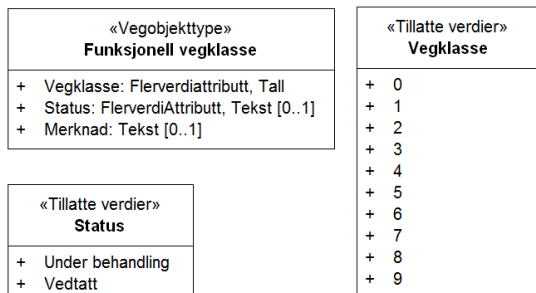 «Vegobjekttype»
Funksjonell vegklasse
+ Vegklasse: Flerverdiattributt, Tall
+ Status: FlerverdiAttributt, Tekst [0..1]
+ Merknad: Tekst [0..1]
«Tillatte verdier»
Vegklasse
+ 0
+ 1
+ 2
+ 3
+ 4
+ 5
+ 6
+ 7
+ 8
+ 9
«Tillatte verdier»
Status
+ Under behandling
+ Vedtatt